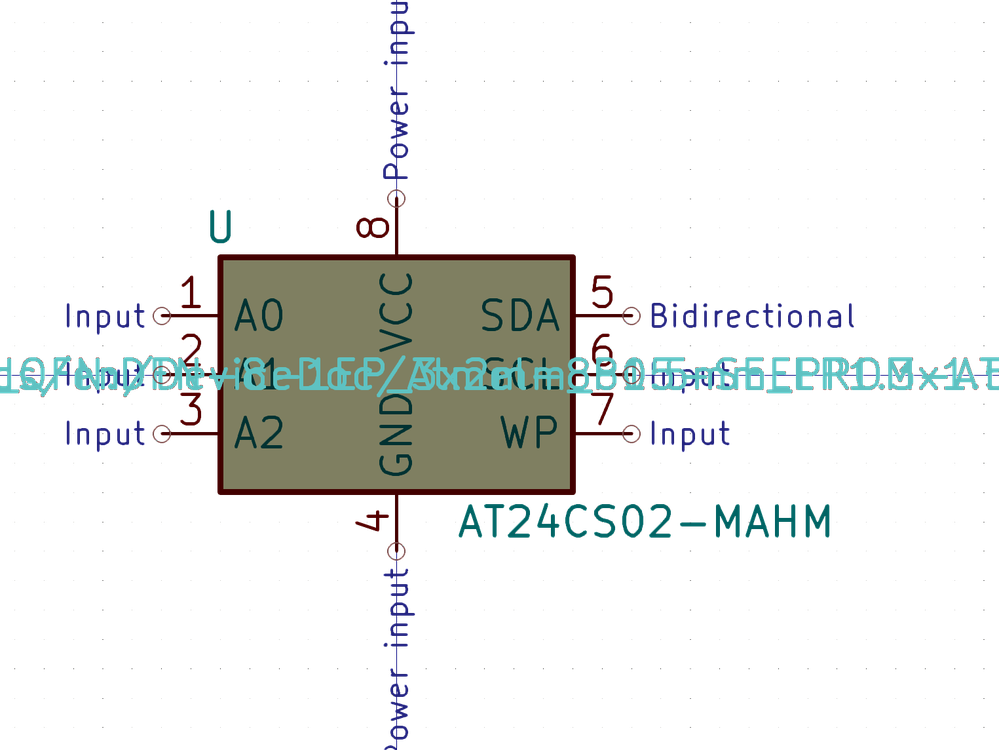 Power input
U
8
1
5
Input
A0
VCC
SDA
Bidirectional
2
6
Input
A1
SCL
Input
3
7
Input
A2
GND
WP
Input
4
AT24CS02-MAHM
Power input